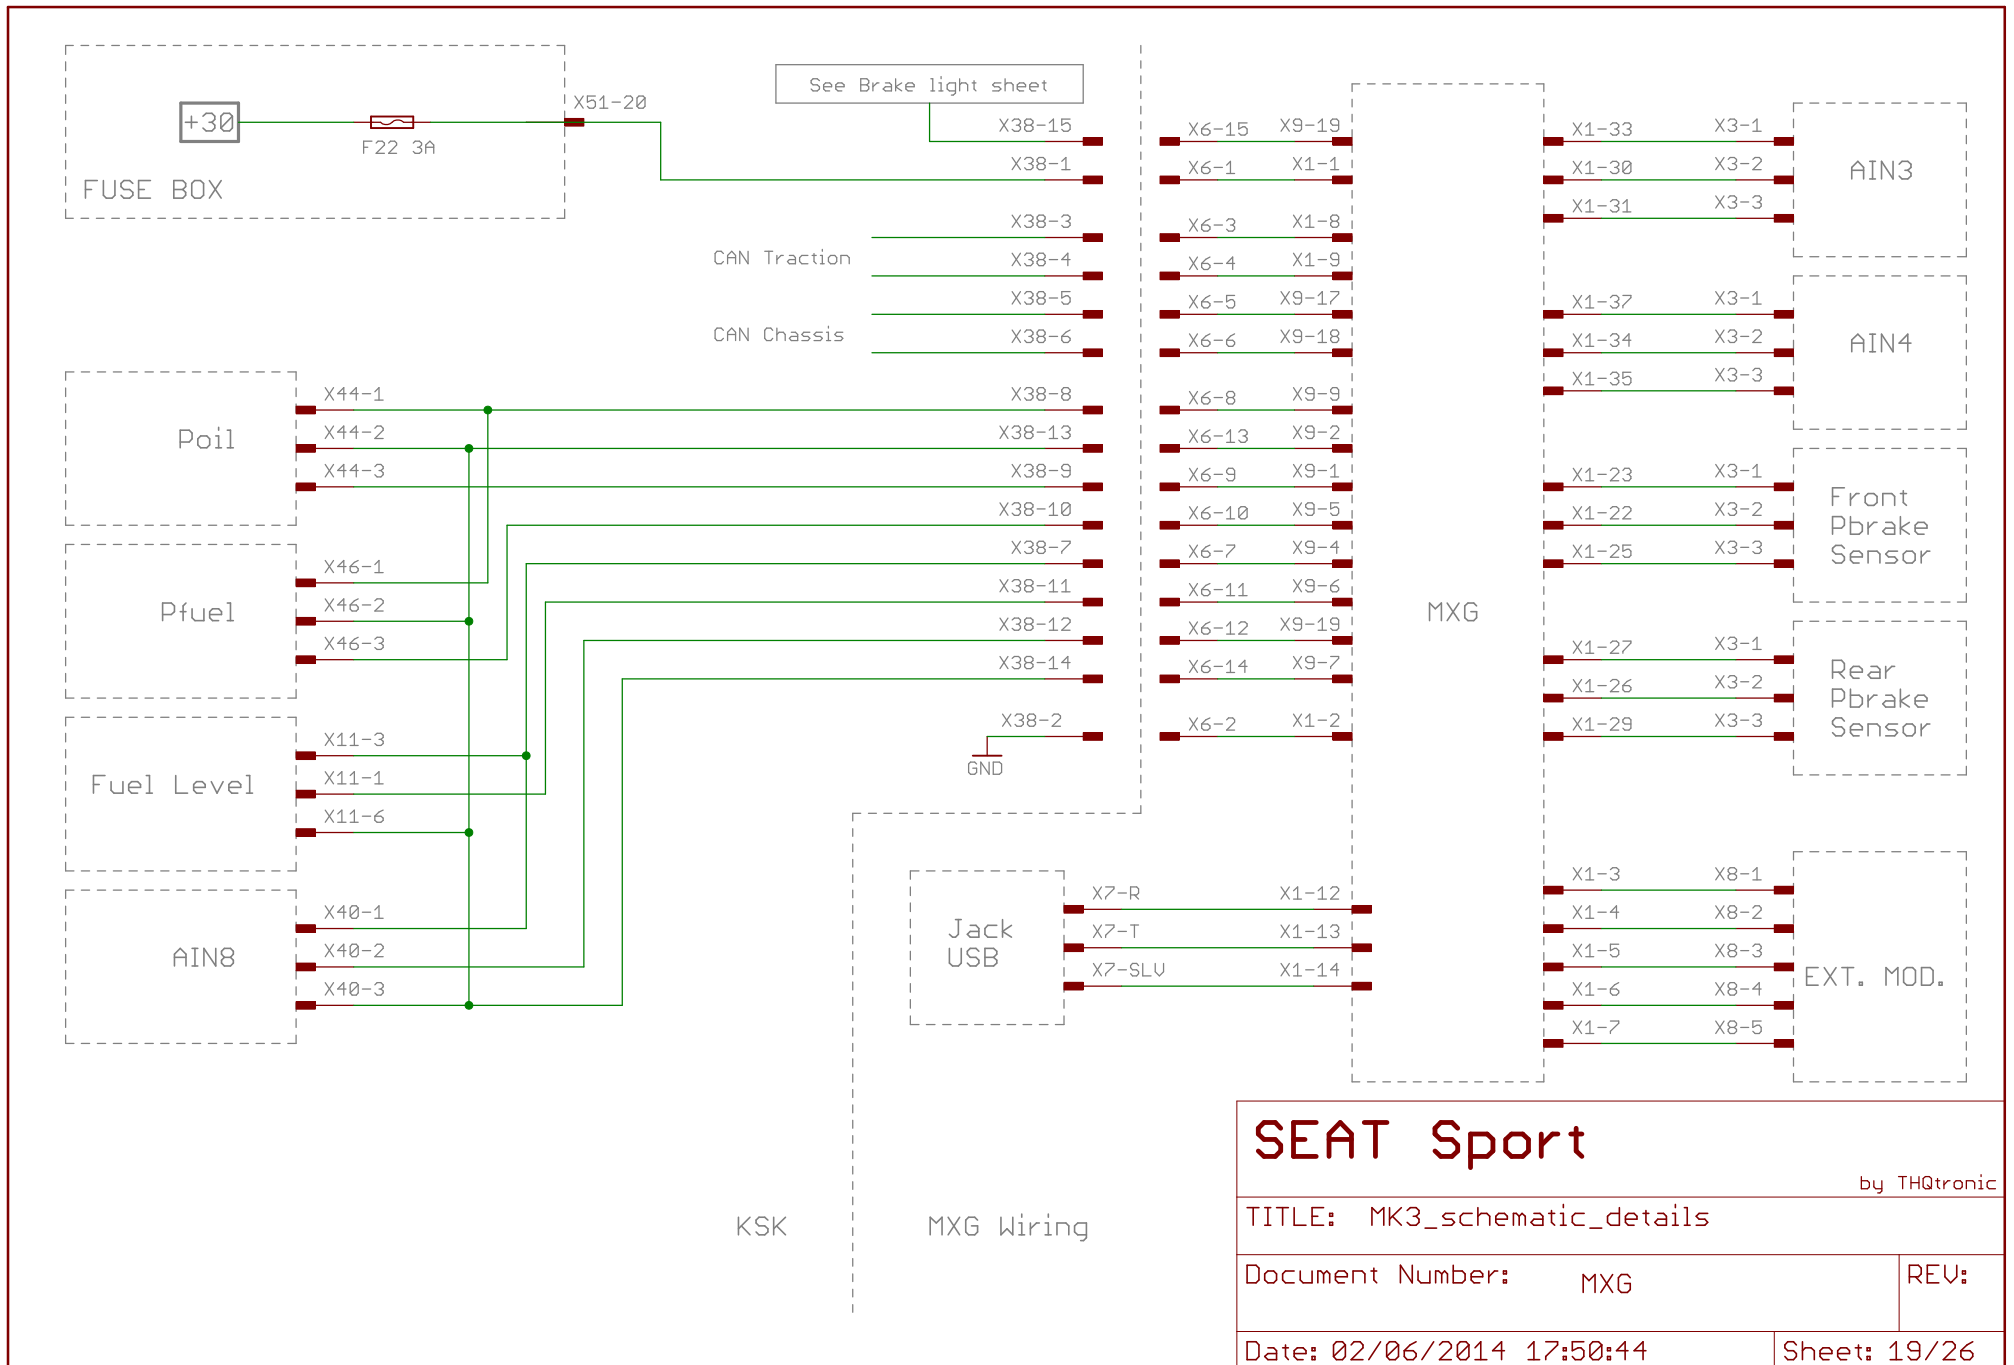 +30
F22 3A
FUSE BOX
X51-20
See Brake light sheet
X38-15
X38-1
X38-3
CAN Traction
X38-4
X38-5
CAN Chassis
X38-6
X38-8
X38-13
X38-9
X38-10
X38-7
X38-11
X38-12
X38-14
X38-2
GND
X44-1
X44-2
X44-3
Poil
X46-1
X46-2
X46-3
Pfuel
X11-3
X11-1
X11-6
Fuel Level
X40-1
X40-2
X40-3
AIN8
X6-15 X9-19
X6-1 X1-1
X6-3 X1-8
X6-4 X1-9
X6-5 X9-17
X6-6 X9-18
X6-8 X9-9
X6-13 X9-2
X6-9 X9-1
X6-10 X9-5
X6-7 X9-4
X6-11 X9-6
X6-12 X9-19
X6-14 X9-7
X6-2 X1-2
Jack
USB
X7-R X1-12
X7-T X1-13
X7-SLV X1-14
MXG
X1-33 X3-1
X1-30 X3-2
X1-31 X3-3
AIN3
X1-37 X3-1
X1-34 X3-2
X1-35 X3-3
AIN4
X1-23 X3-1
X1-22 X3-2
X1-25 X3-3
Front
Pbrake
Sensor
X1-27 X3-1
X1-26 X3-2
X1-29 X3-3
Rear
Pbrake
Sensor
X1-3 X8-1
X1-4 X8-2
X1-5 X8-3
X1-6 X8-4
X1-7 X8-5
EXT. MOD.
KSK
MXG Wiring
SEAT Sport
by THQtronic
TITLE: MK3_schematic_details
Document Number: MXG
REV:
Date: 02/06/2014 17:50:44
Sheet: 19/26